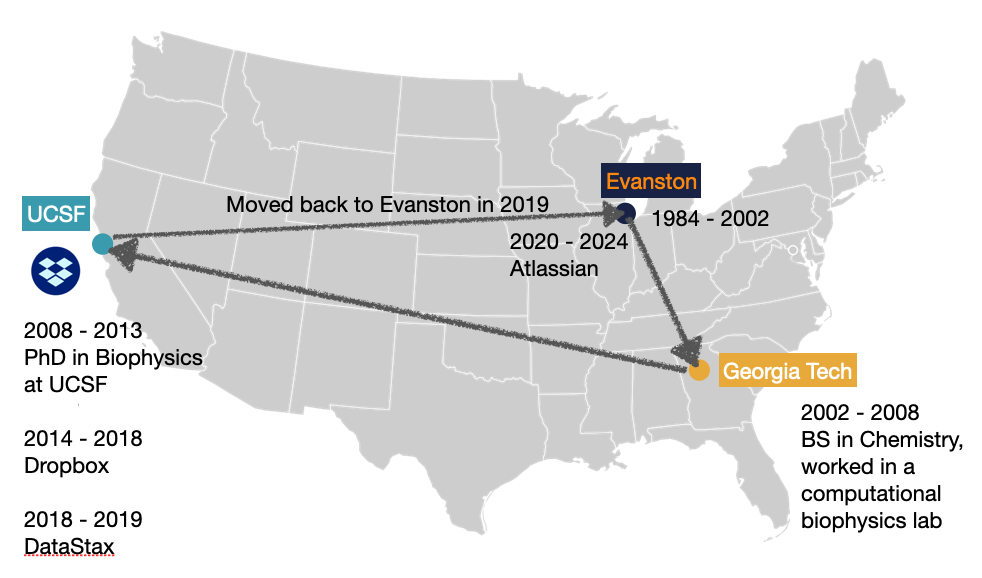 Evanston
1984 - 2002
Moved back to Evanston in 2019
2020 - 2024
Atlassian
UCSF
2008 - 2013
PhD in Biophysics
at UCSF
2014 - 2018
Dropbox
2018 - 2019
DataStax
Georgia Tech
2002 - 2008
BS in Chemistry,
worked in a
computational
biophysics lab